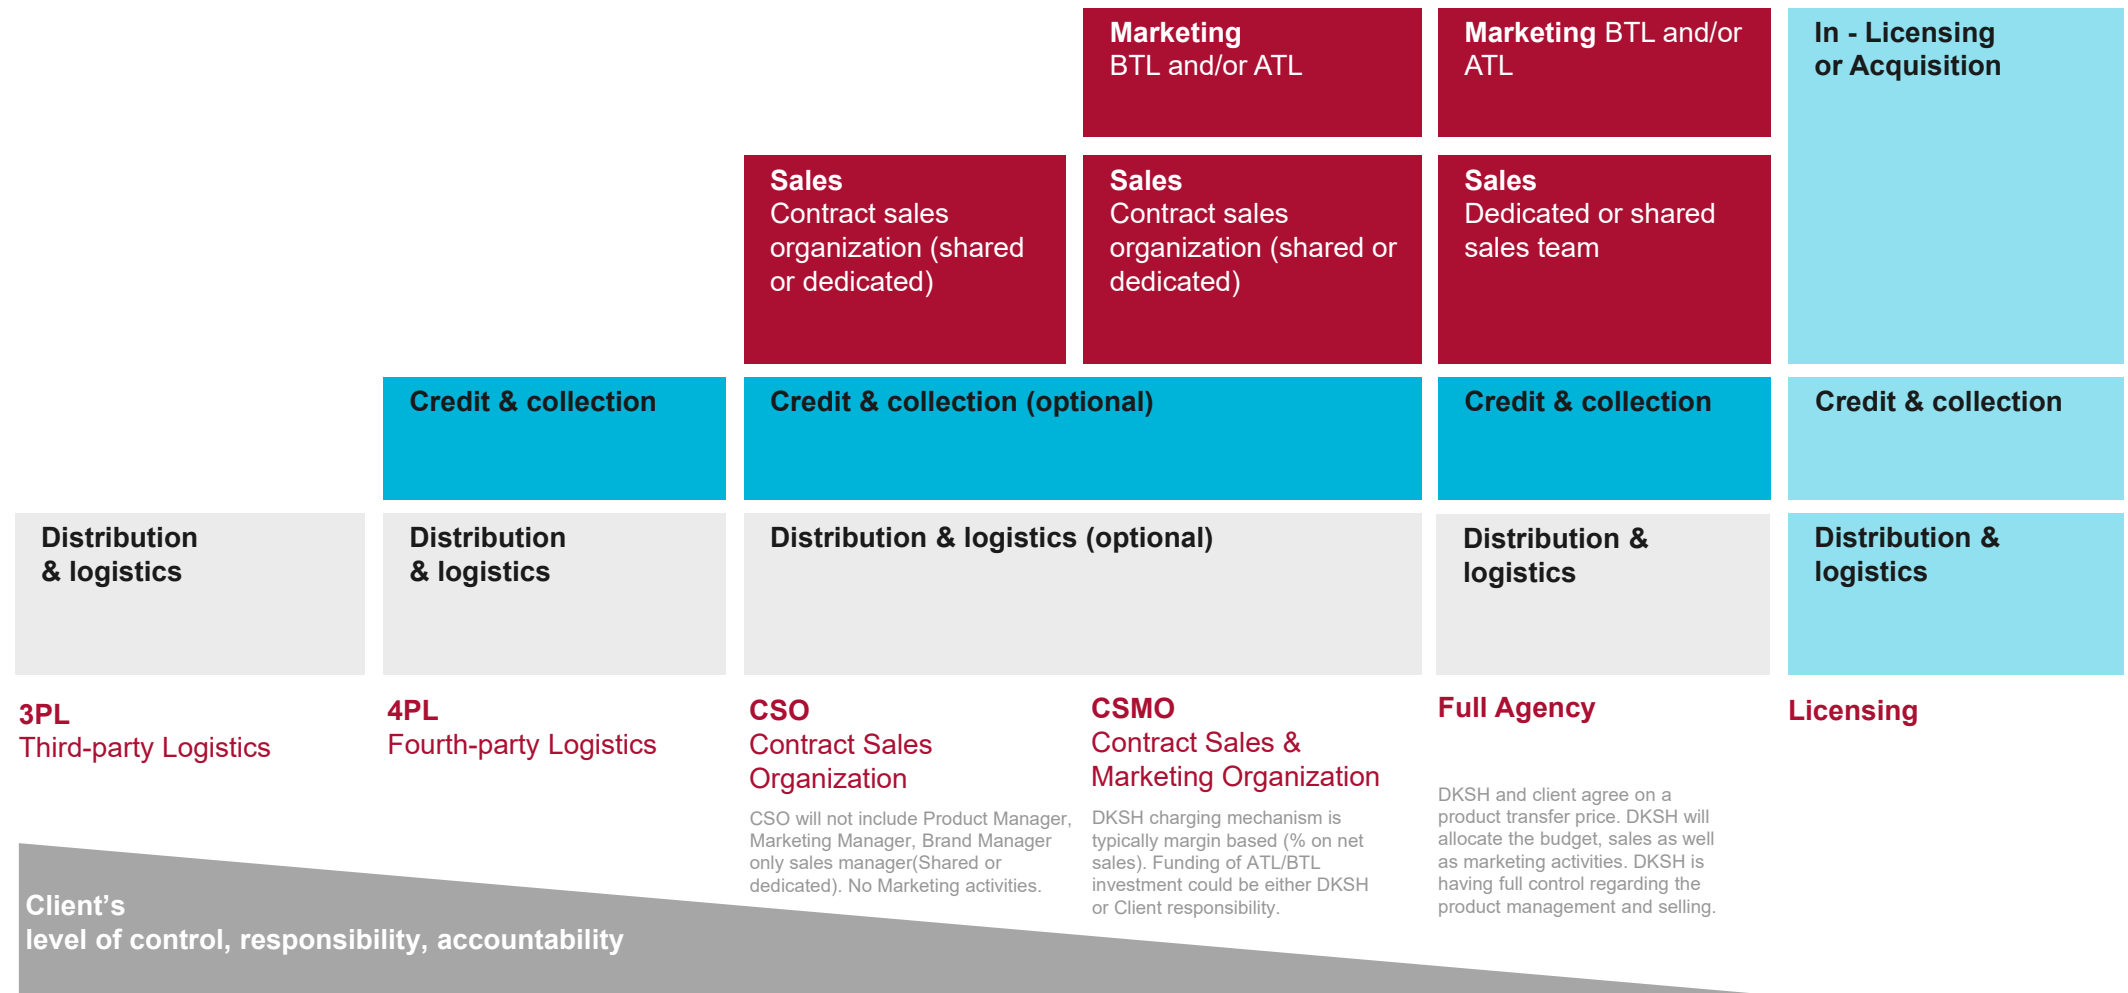 Marketing
BTL and/or ATL
Marketing BTL and/or
ATL
In - Licensing
or Acquisition
Sales
Contract sales
organization (shared
or dedicated)
Sales
Contract sales
organization (shared or
dedicated)
Sales
Dedicated or shared
sales team
Credit & collection
Credit & collection (optional)
Credit & collection
Credit & collection
Distribution
& logistics
Distribution
& logistics
Distribution & logistics (optional)
Distribution &
logistics
Distribution &
logistics
3PL
Third-party Logistics
4PL
Fourth-party Logistics
CSO
Contract Sales
Organization
CSO will not include Product Manager,
Marketing Manager, Brand Manager
only sales manager(Shared or
dedicated). No Marketing activities.
CSMO
Contract Sales &
Marketing Organization
DKSH charging mechanism is
typically margin based (% on net
sales). Funding of ATL/BTL
investment could be either DKSH
or Client responsibility.
Full Agency
DKSH and client agree on a
product transfer price. DKSH will
allocate the budget, sales as well
as marketing activities. DKSH is
having full control regarding the
product management and selling.
Licensing
Client’s
level of control, responsibility, accountability